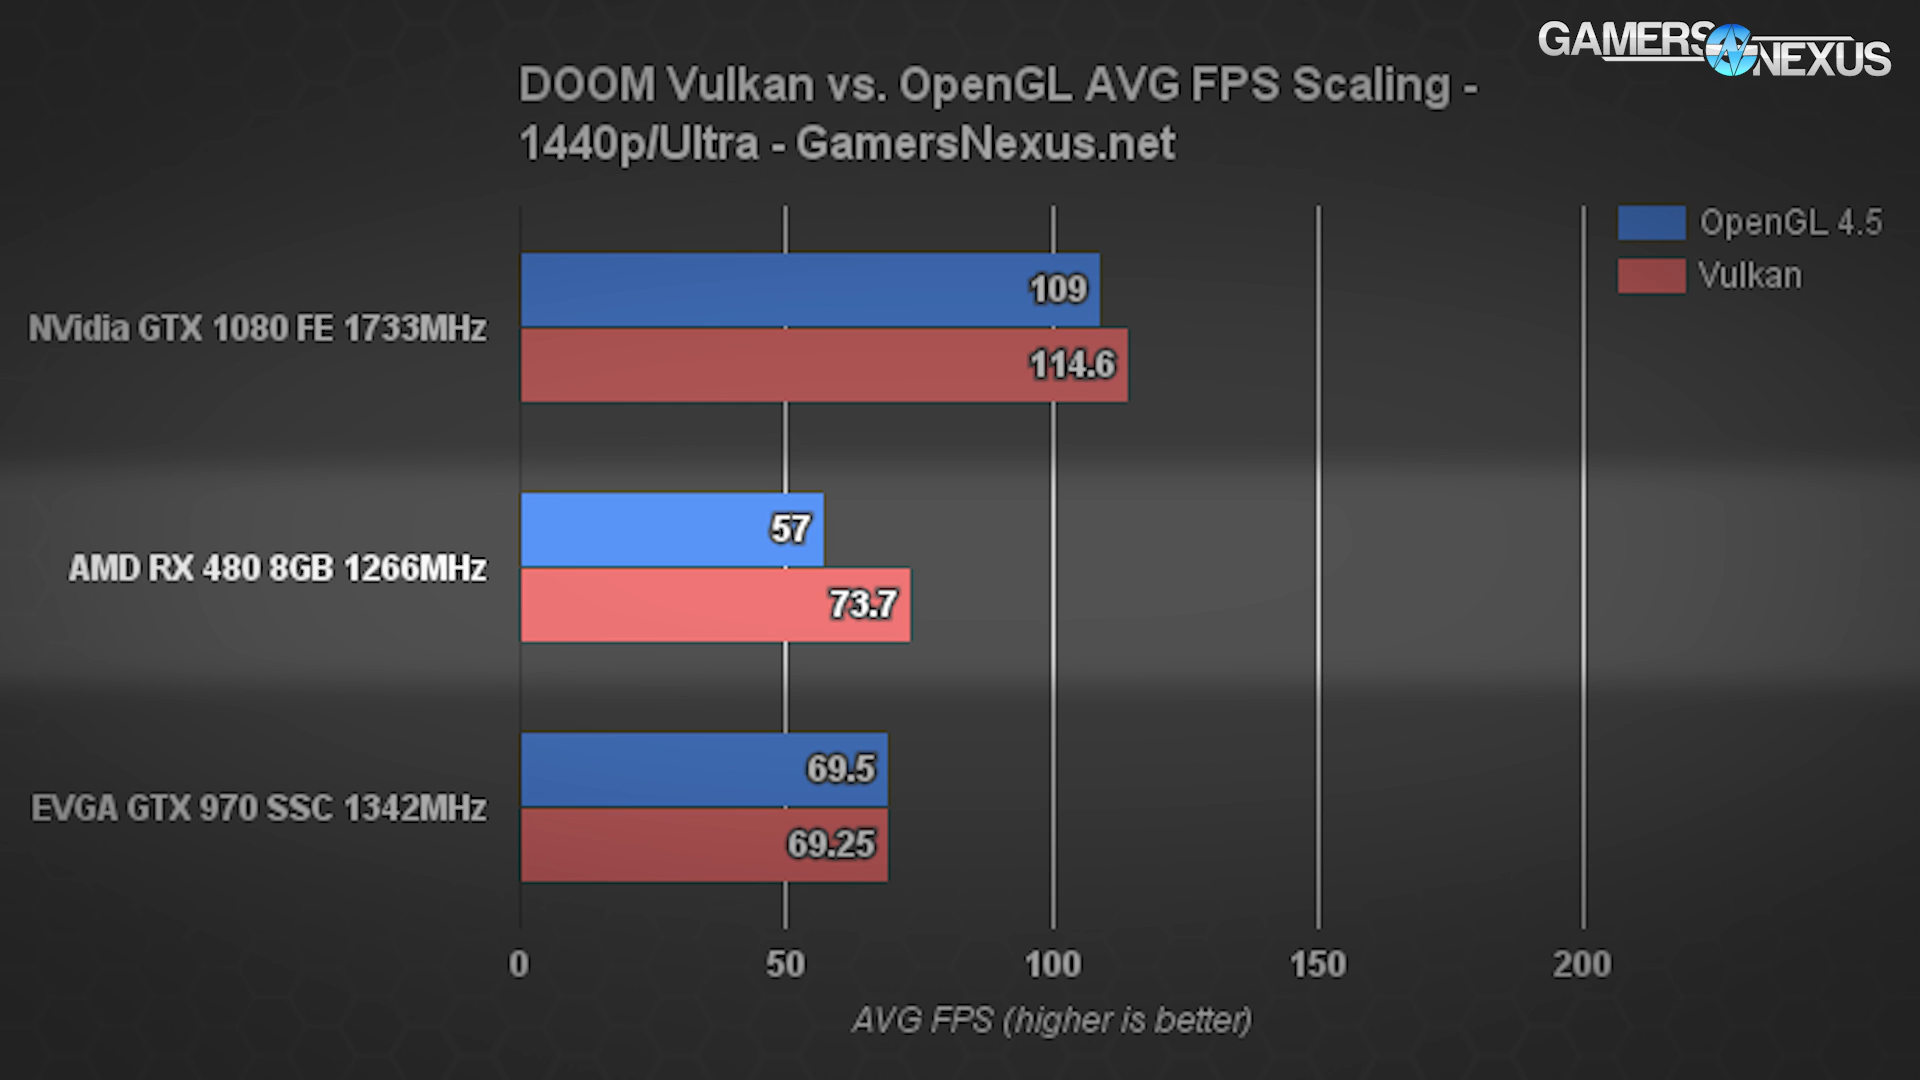 GAMERS NEXUS
DOOM Vulkan vs. OpenGL AVG FPS Scaling -
1440p/Ultra - GamersNexus.net
OpenGL 4.5
Vulkan
NVidia GTX 1080 FE 1733MHz
109
114.6
AMD RX 480 8GB 1266MHz
57
73.7
EVGA GTX 970 SSC 1342MHz
69.5
69.25
0 50 100 150 200
AVG FPS (higher is better)